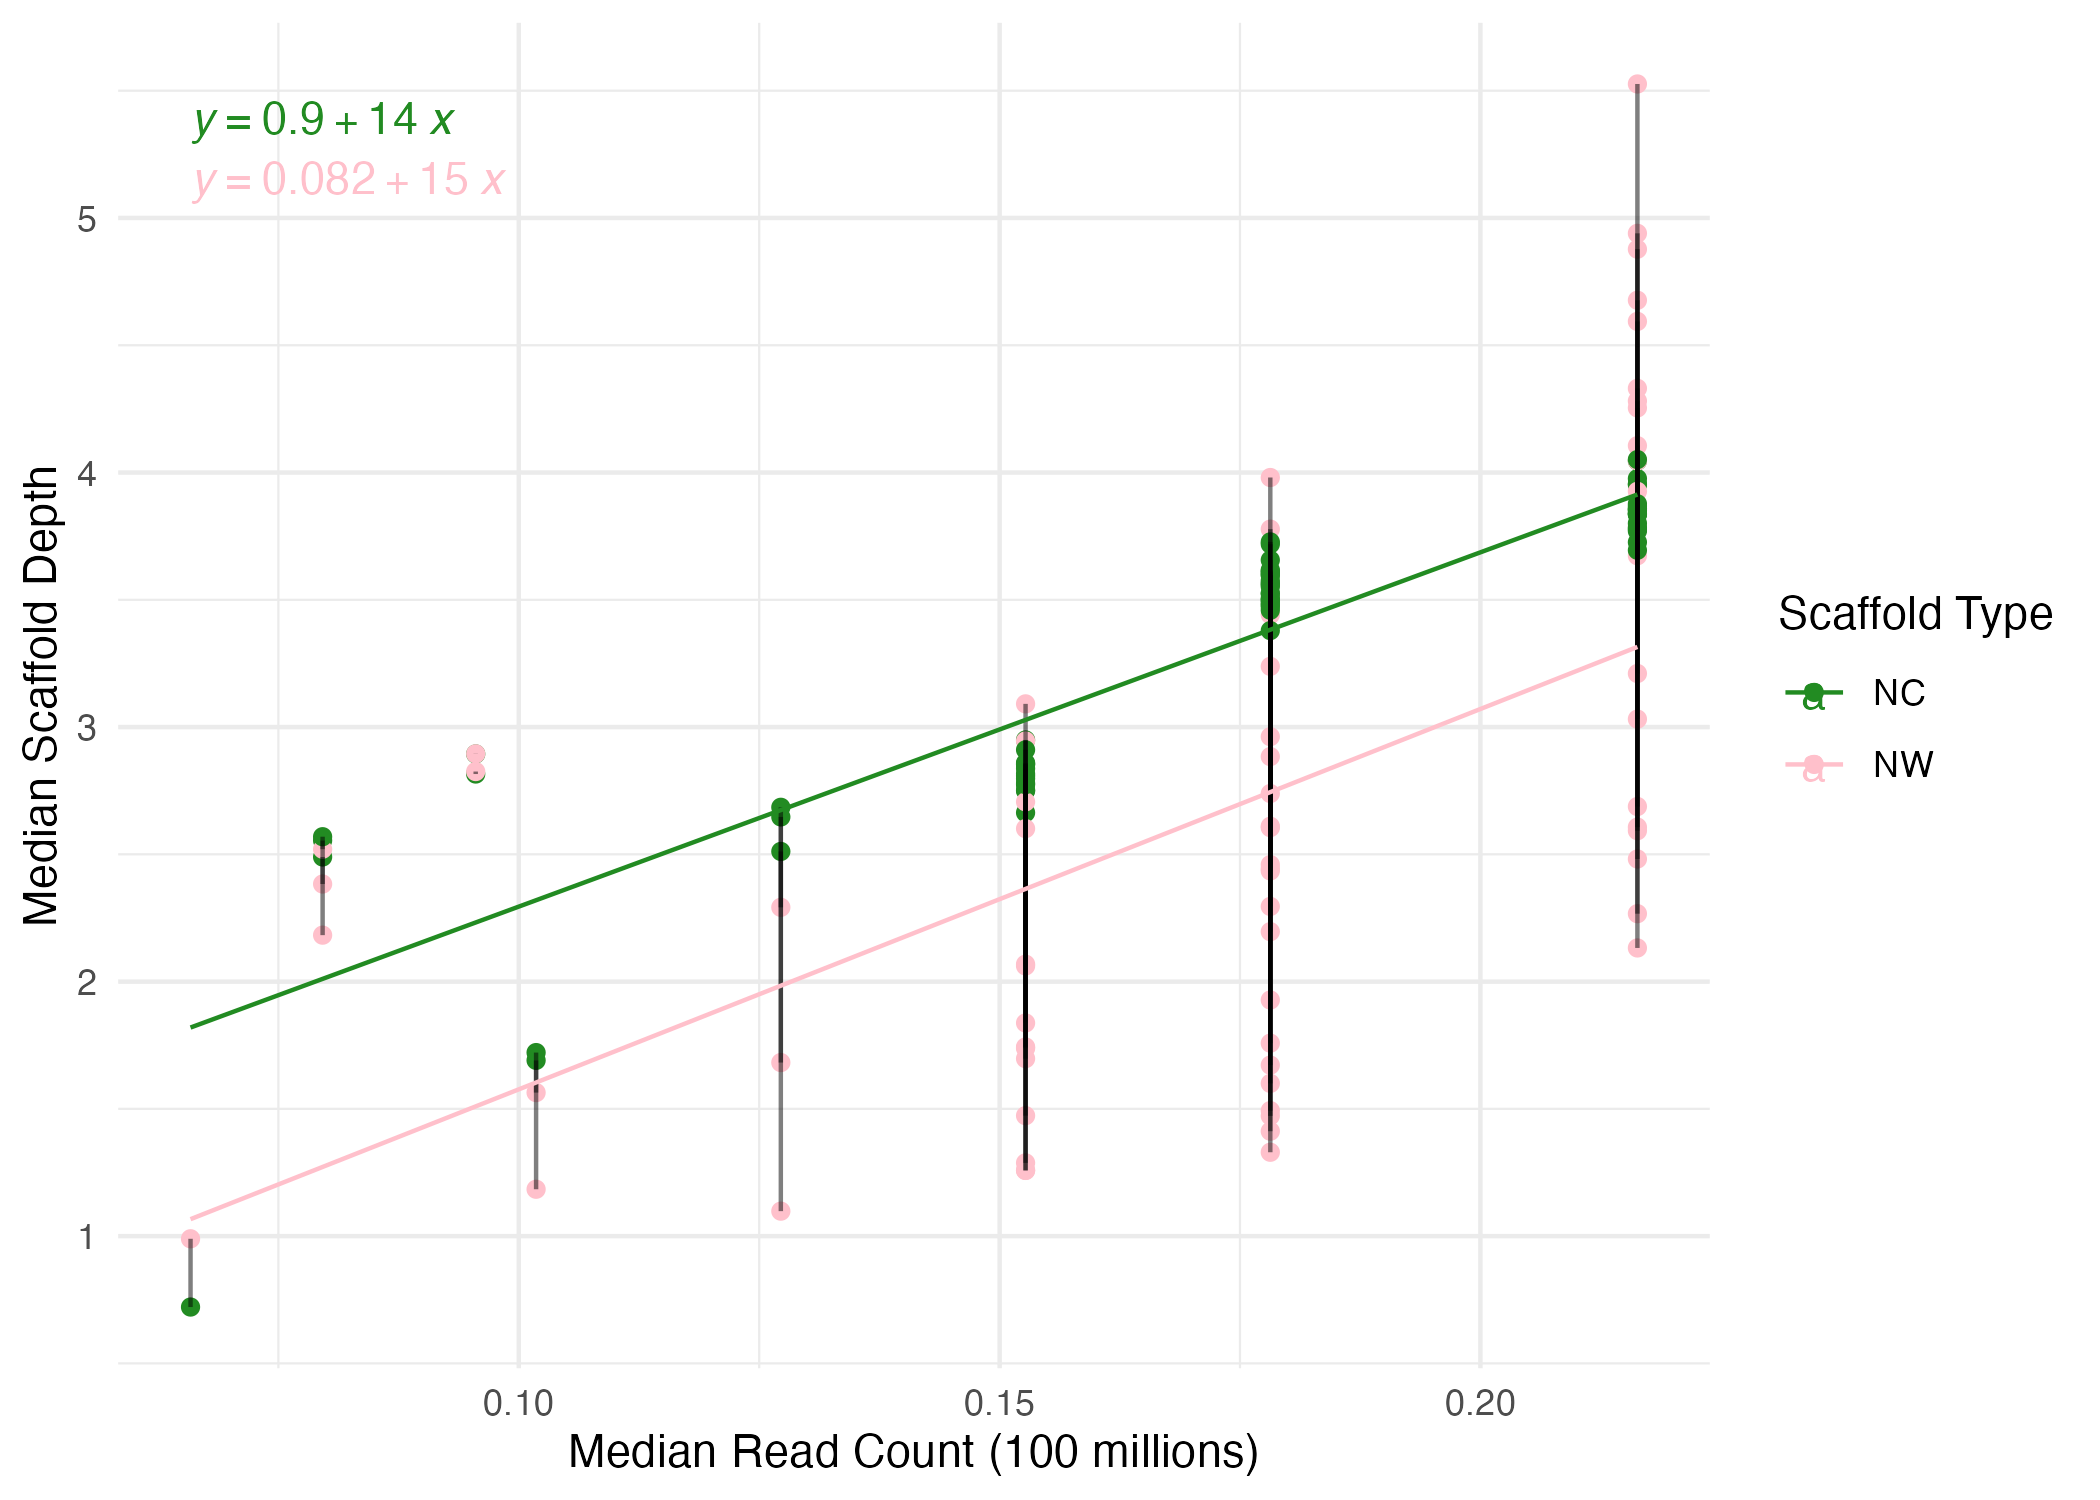 y = 0.9 + 14 x
y = 0.082 + 15 x
5
4
3
2
1
Median Scaffold Depth
0.10 0.15 0.20
Median Read Count (100 millions)
Scaffold Type
a NC
a NW